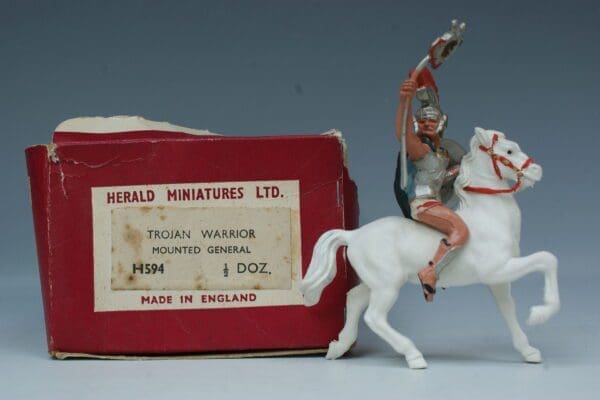 HERALD MINIATURES LTD.
TROJAN WARRIOR
MOUNTED GENERAL
H594 ½ DOZ.
MADE IN ENGLAND